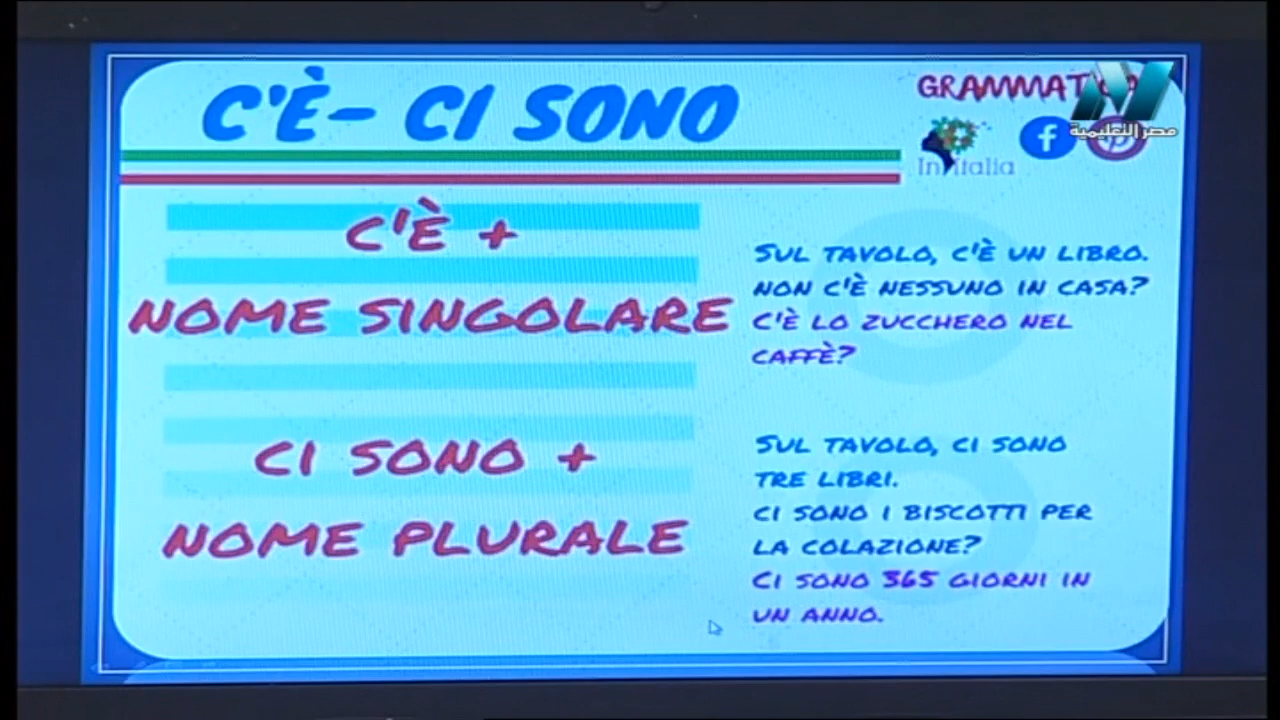 C'È- CI SONO
GRAMMATICA
مصر التعليمية
In Italia
C'È +
NOME SINGOLARE
SUL TAVOLO, C'È UN LIBRO.
NON C'È NESSUNO IN CASA?
C'È LO ZUCCHERO NEL
CAFFÈ?
CI SONO +
NOME PLURALE
SUL TAVOLO, CI SONO
TRE LIBRI.
CI SONO I BISCOTTI PER
LA COLAZIONE?
CI SONO 365 GIORNI IN
UN ANNO.